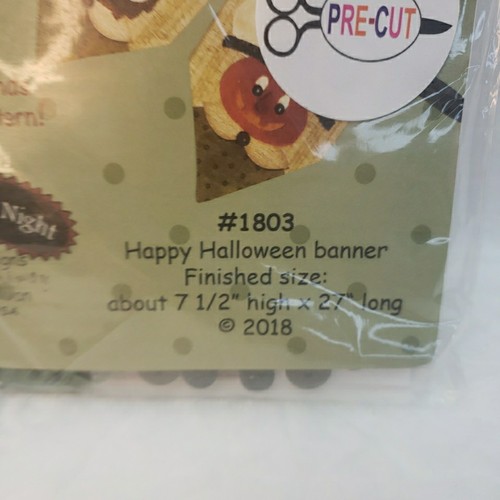 PRE-CUT
Night
#1803
Happy Halloween banner
Finished size:
about 7 1/2" high x 27" long
© 2018